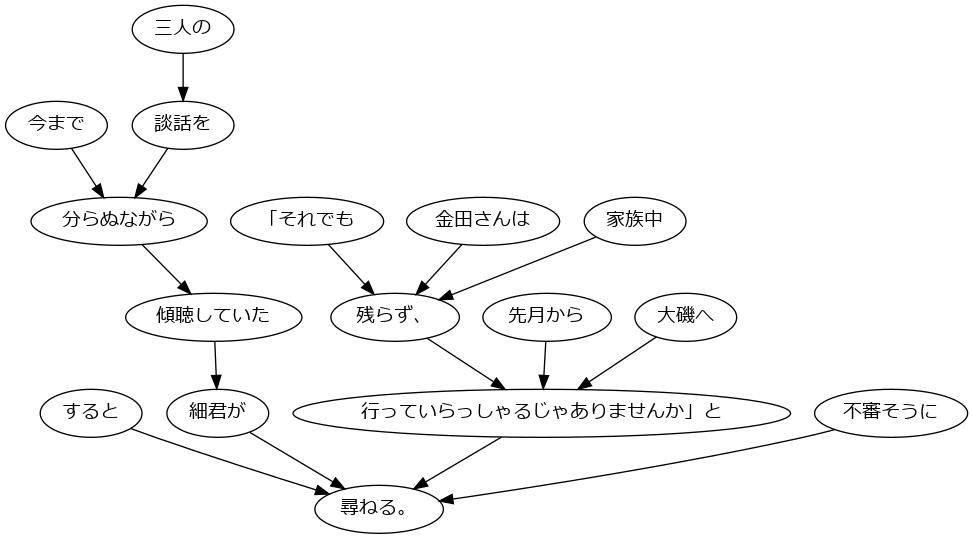 三人の
今まで
談話を
分らぬながら
「それでも
金田さんは
家族中
傾聴していた
残らず、
先月から
大磯へ
すると
細君が
行っていらっしゃるじゃありませんか」と
不審そうに
尋ねる。